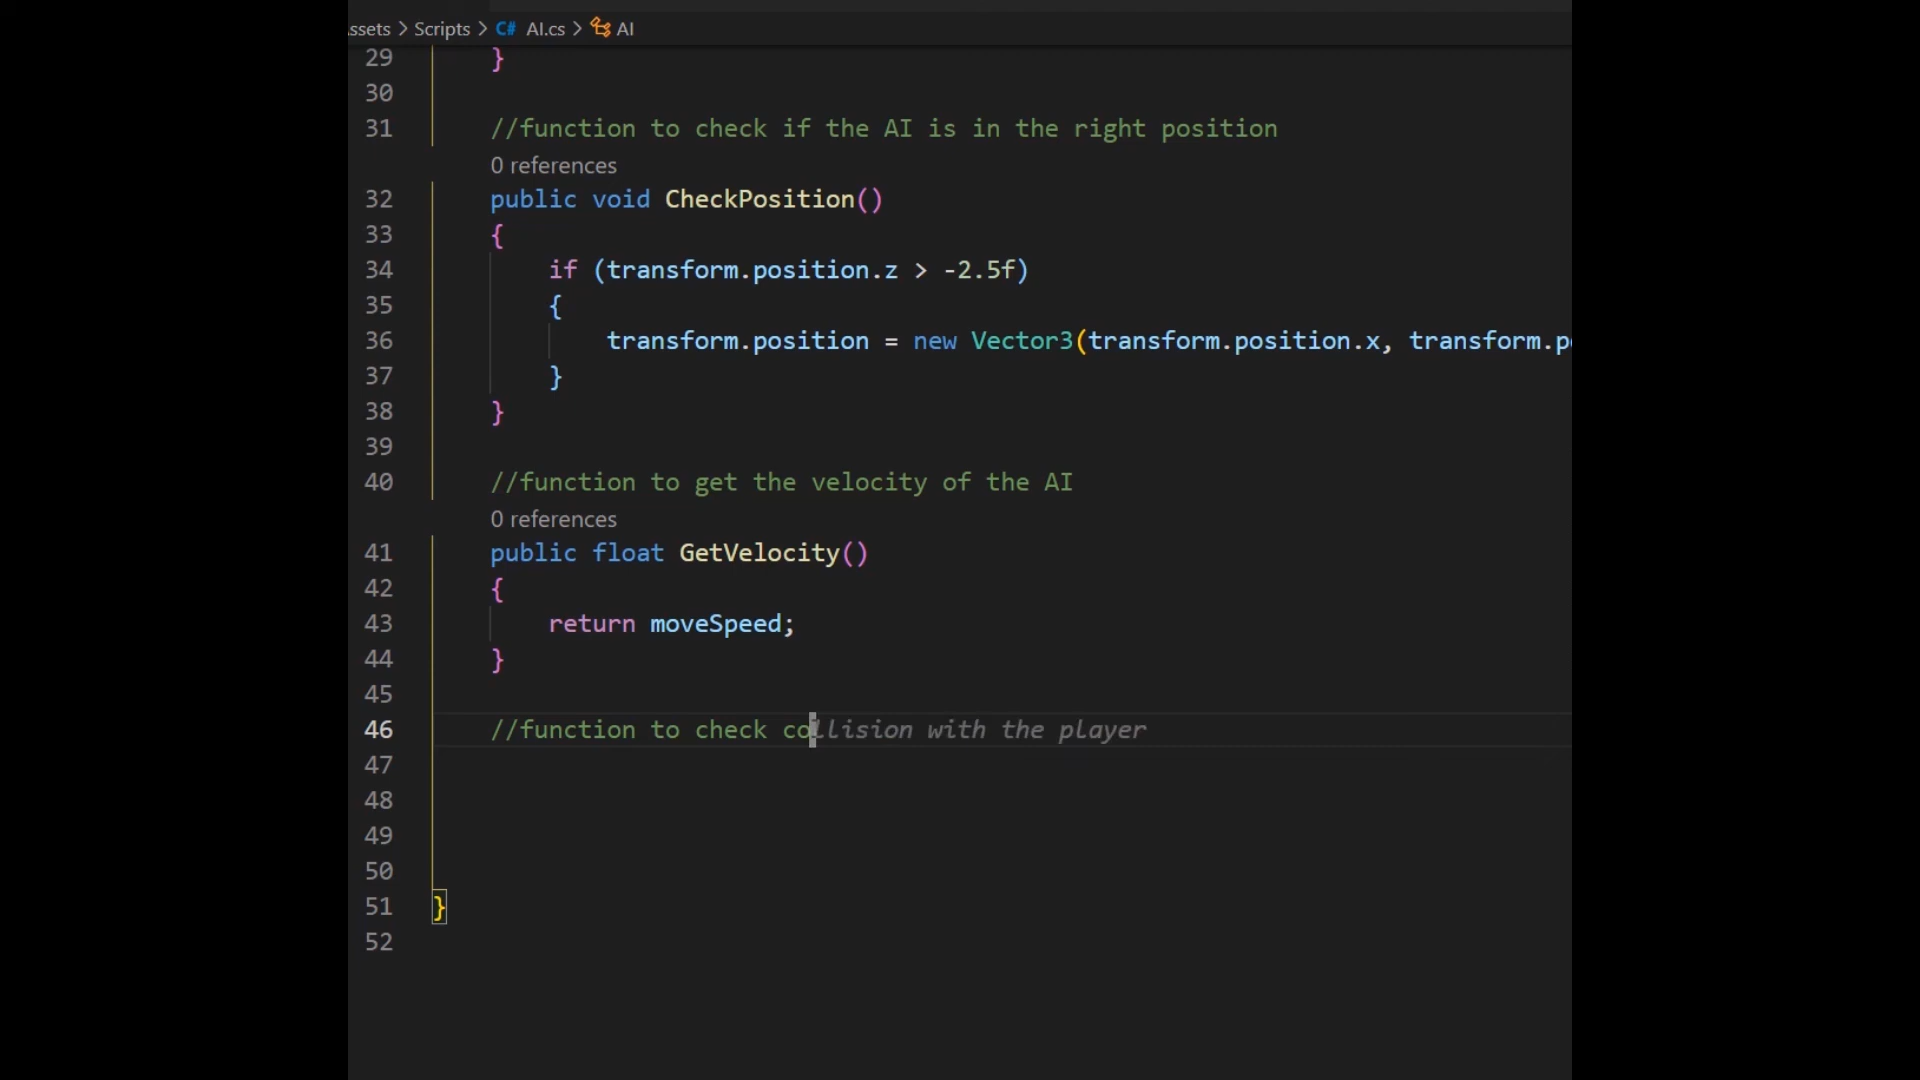 ssets > Scripts > C# AI.cs > AI
29 }
30
31 //function to check if the AI is in the right position
0 references
32 public void CheckPosition()
33 {
34 if (transform.position.z > -2.5f)
35 {
36 transform.position = new Vector3(transform.position.x, transform.p
37 }
38 }
39
40 //function to get the velocity of the AI
0 references
41 public float GetVelocity()
42 {
43 return moveSpeed;
44 }
45
46 //function to check collision with the player
47
48
49
50
51 }
52